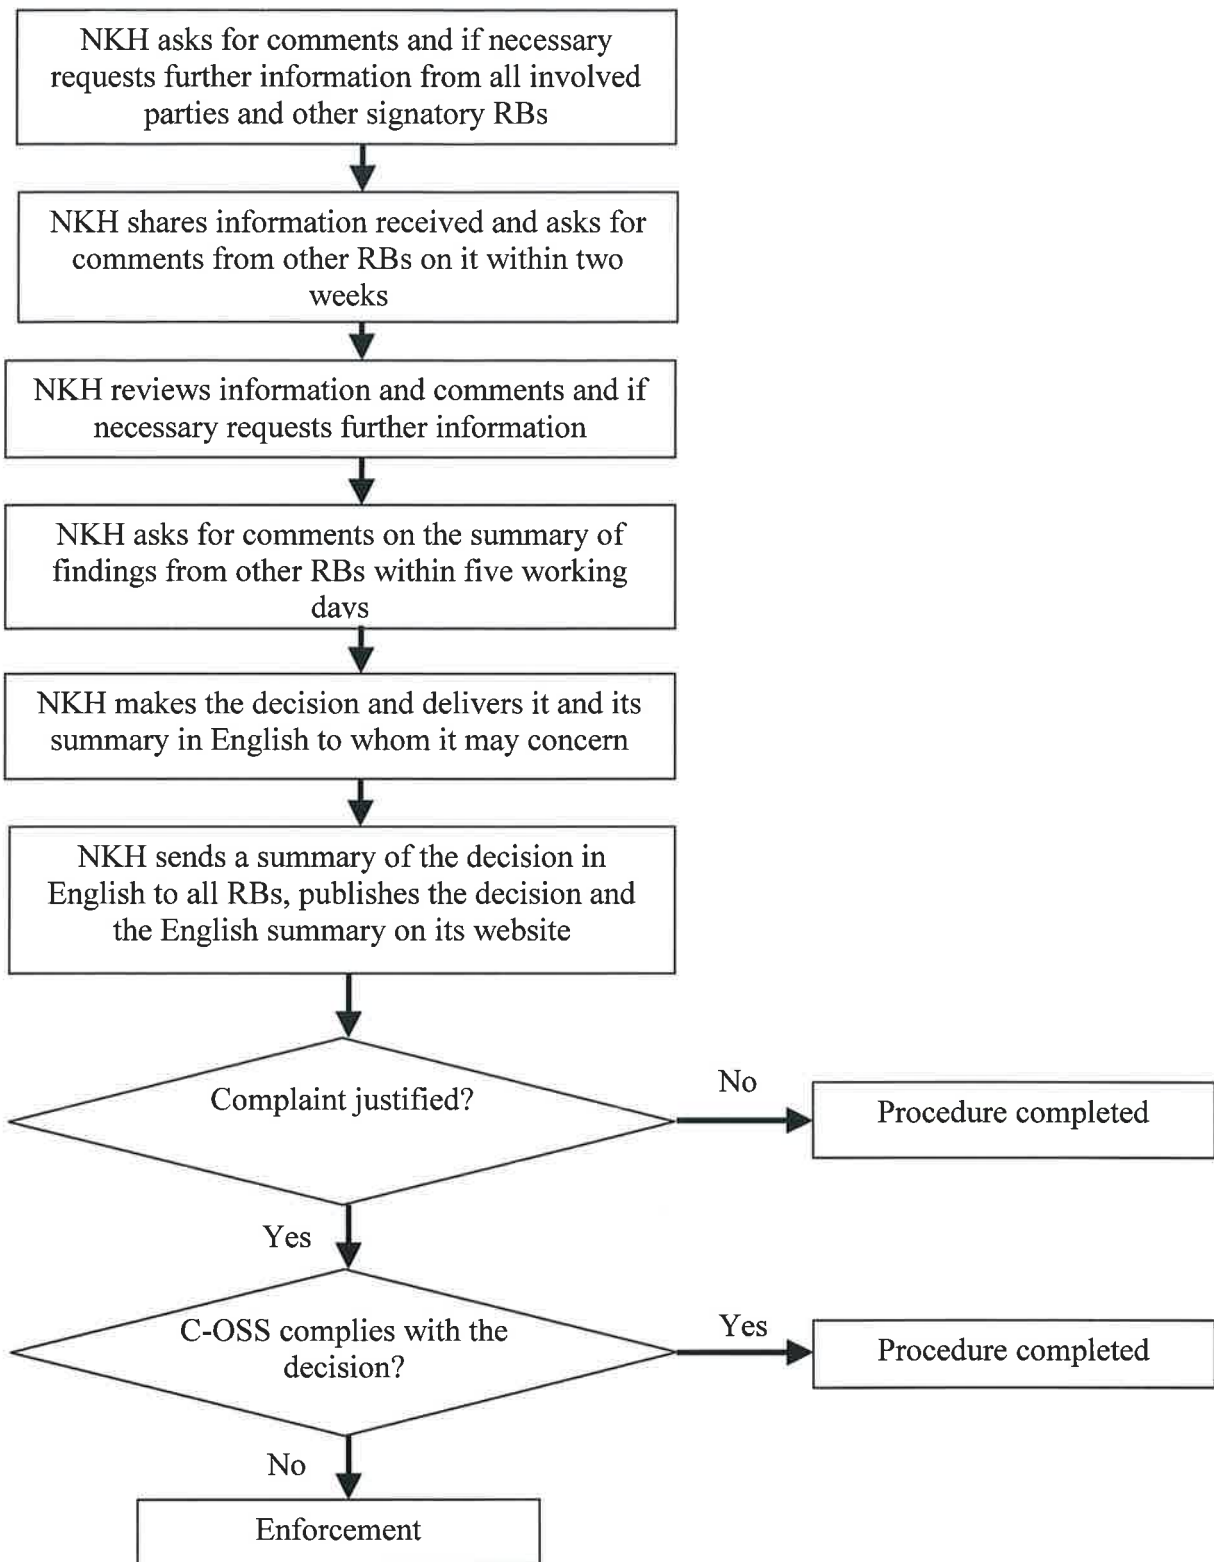 NKH asks for comments and if necessary
requests further information from all involved
parties and other signatory RBs
NKH shares information received and asks for
comments from other RBs on it within two
weeks
NKH reviews information and comments and if
necessary requests further information
NKH asks for comments on the summary of
findings from other RBs within five working
days
NKH makes the decision and delivers it and its
summary in English to whom it may concern
NKH sends a summary of the decision in
English to all RBs, publishes the decision and
the English summary on its website
Complaint justified?
No
Procedure completed
Yes
C-OSS complies with the
decision?
Yes
Procedure completed
No
Enforcement